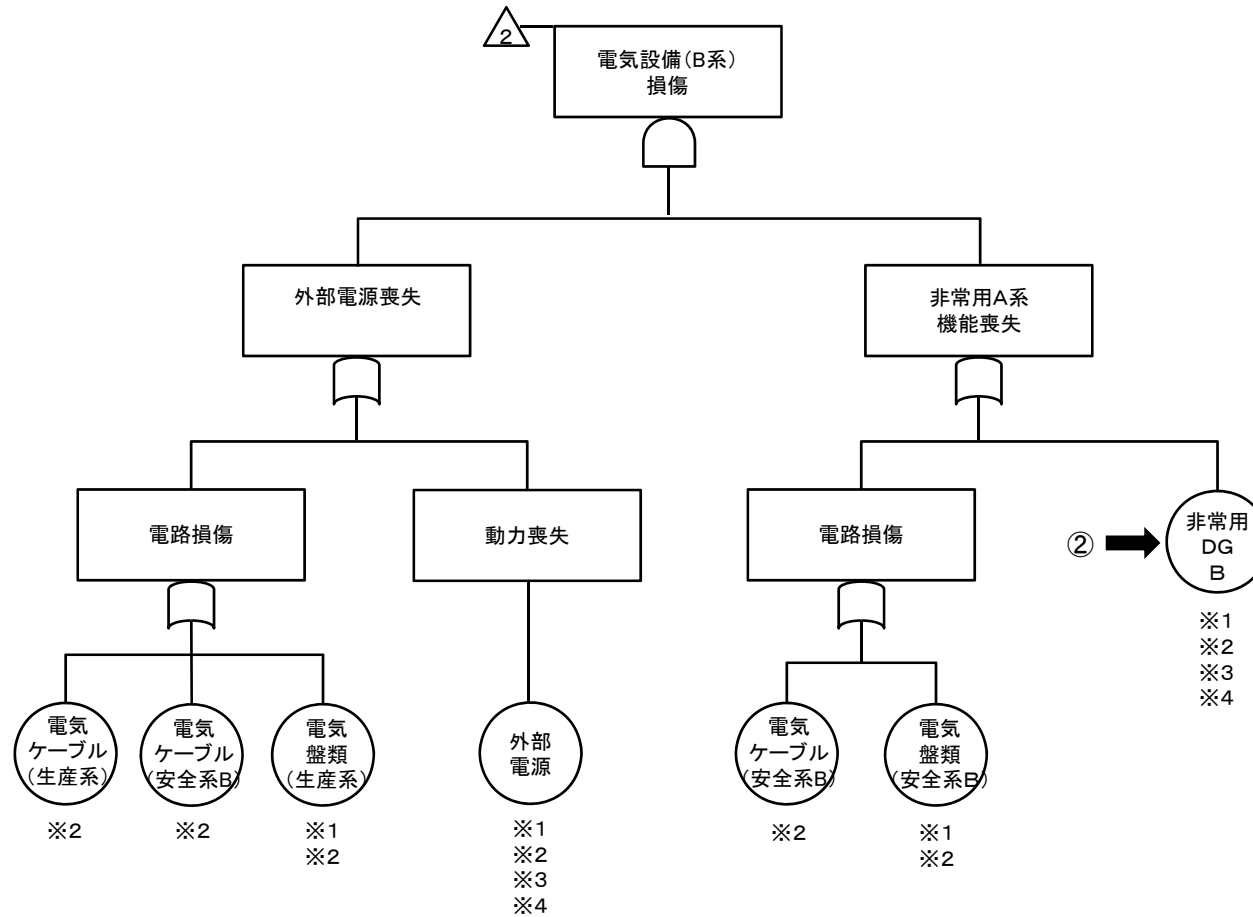 2
電気設備(B系)
損傷
外部電源喪失
非常用A系
機能喪失
電路損傷
動力喪失
電路損傷
②
非常用
DG
B
※1
※2
※3
※4
電気
ケーブル
(生産系)
※2
電気
ケーブル
(安全系B)
※2
電気
盤類
(生産系)
※1
※2
外部
電源
※1
※2
※3
※4
電気
ケーブル
(安全系B)
※2
電気
盤類
(安全系B)
※1
※2